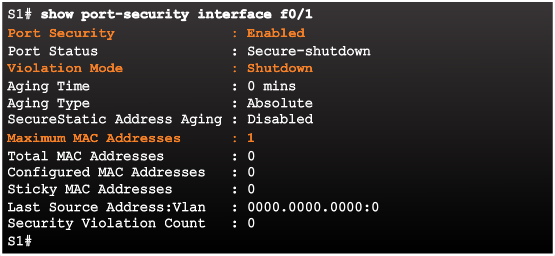 S1# show port-security interface f0/1
Port Security              : Enabled
Port Status                : Secure-shutdown
Violation Mode             : Shutdown
Aging Time                 : 0 mins
Aging Type                 : Absolute
SecureStatic Address Aging : Disabled
Maximum MAC Addresses      : 1
Total MAC Addresses        : 0
Configured MAC Addresses   : 0
Sticky MAC Addresses       : 0
Last Source Address:Vlan   : 0000.0000.0000:0
Security Violation Count   : 0
S1#